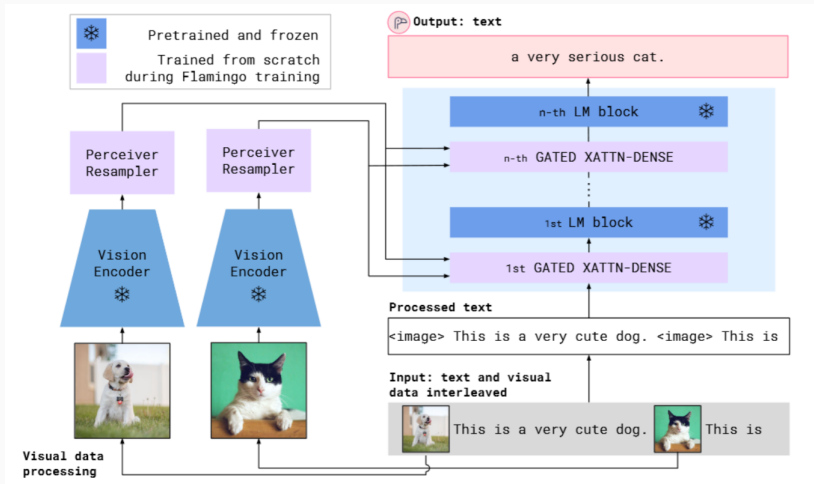 Pretrained and frozen
Trained from scratch
during Flamingo training
Output: text
a very serious cat.
n-th LM block
n-th GATED XATTN-DENSE
1st LM block
1st GATED XATTN-DENSE
Perceiver
Resampler
Perceiver
Resampler
Vision
Encoder
Vision
Encoder
Processed text
<image> This is a very cute dog. <image> This is
Input: text and visual
data interleaved
This is a very cute dog.
This is
Visual data
processing